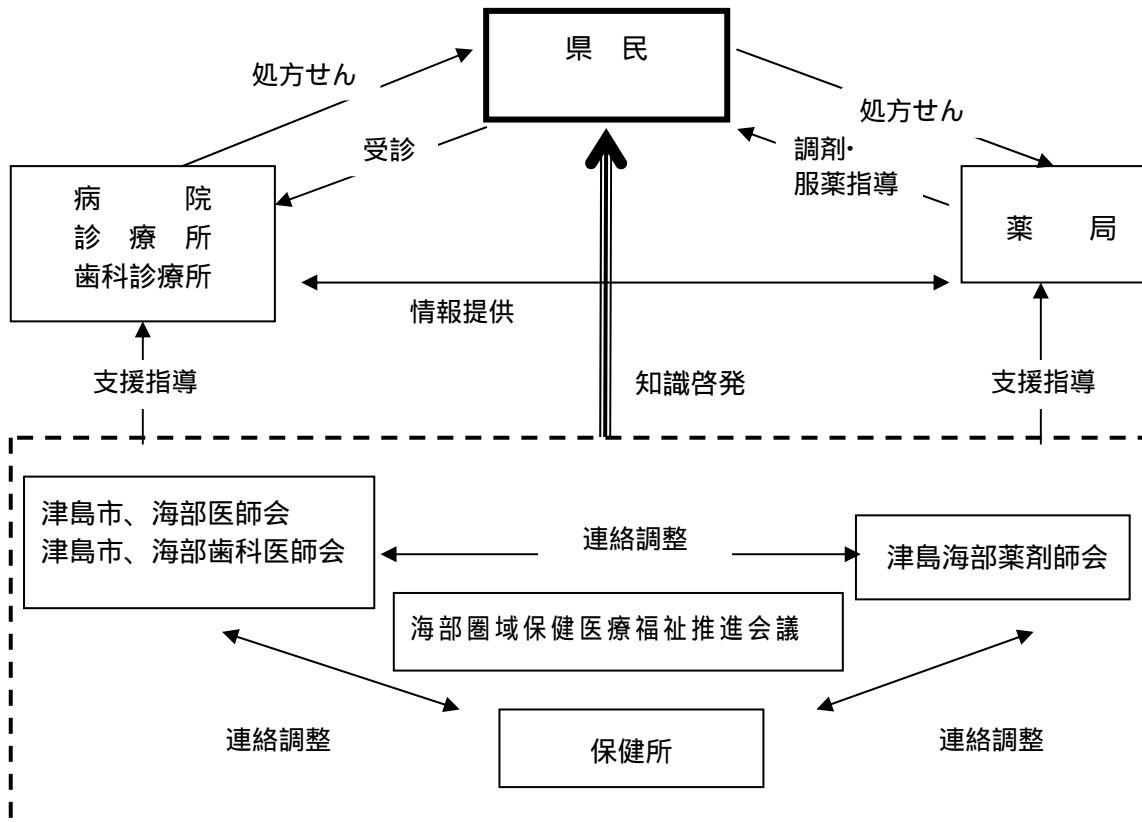 県　民
処方せん
処方せん
受診
調剤・
服薬指導
病　　　院
診　療　所
歯科診療所
薬　　局
情報提供
支援指導
知識啓発
支援指導
津島市、海部医師会
津島市、海部歯科医師会
連絡調整
津島海部薬剤師会
海部圏域保健医療福祉推進会議
連絡調整
保健所
連絡調整